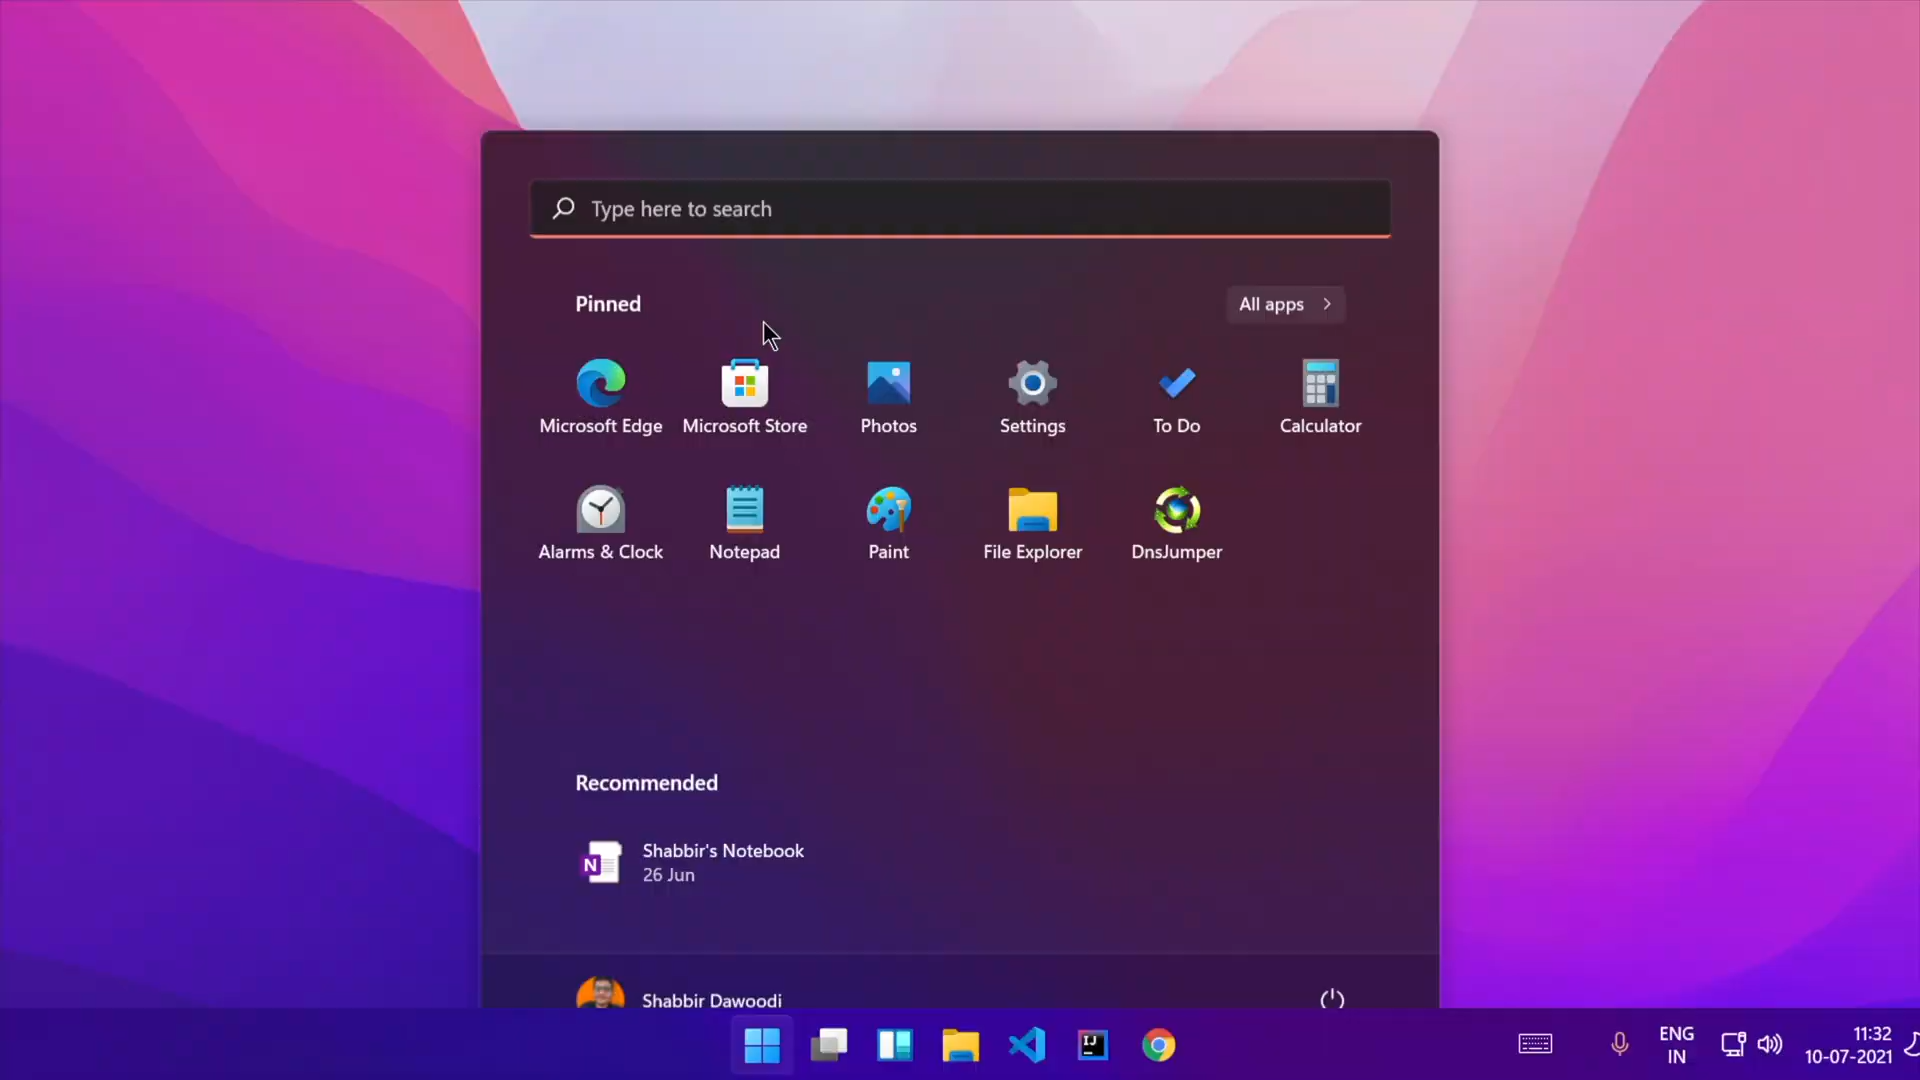 Type here to search
Pinned
All apps
Microsoft Edge
Microsoft Store
Photos
Settings
To Do
Calculator
Alarms & Clock
Notepad
Paint
File Explorer
DnsJumper
Recommended
N
Shabbir's Notebook
26 Jun
Shabbir Dawoodi
IJ
ENG
IN
11:32
10-07-2021